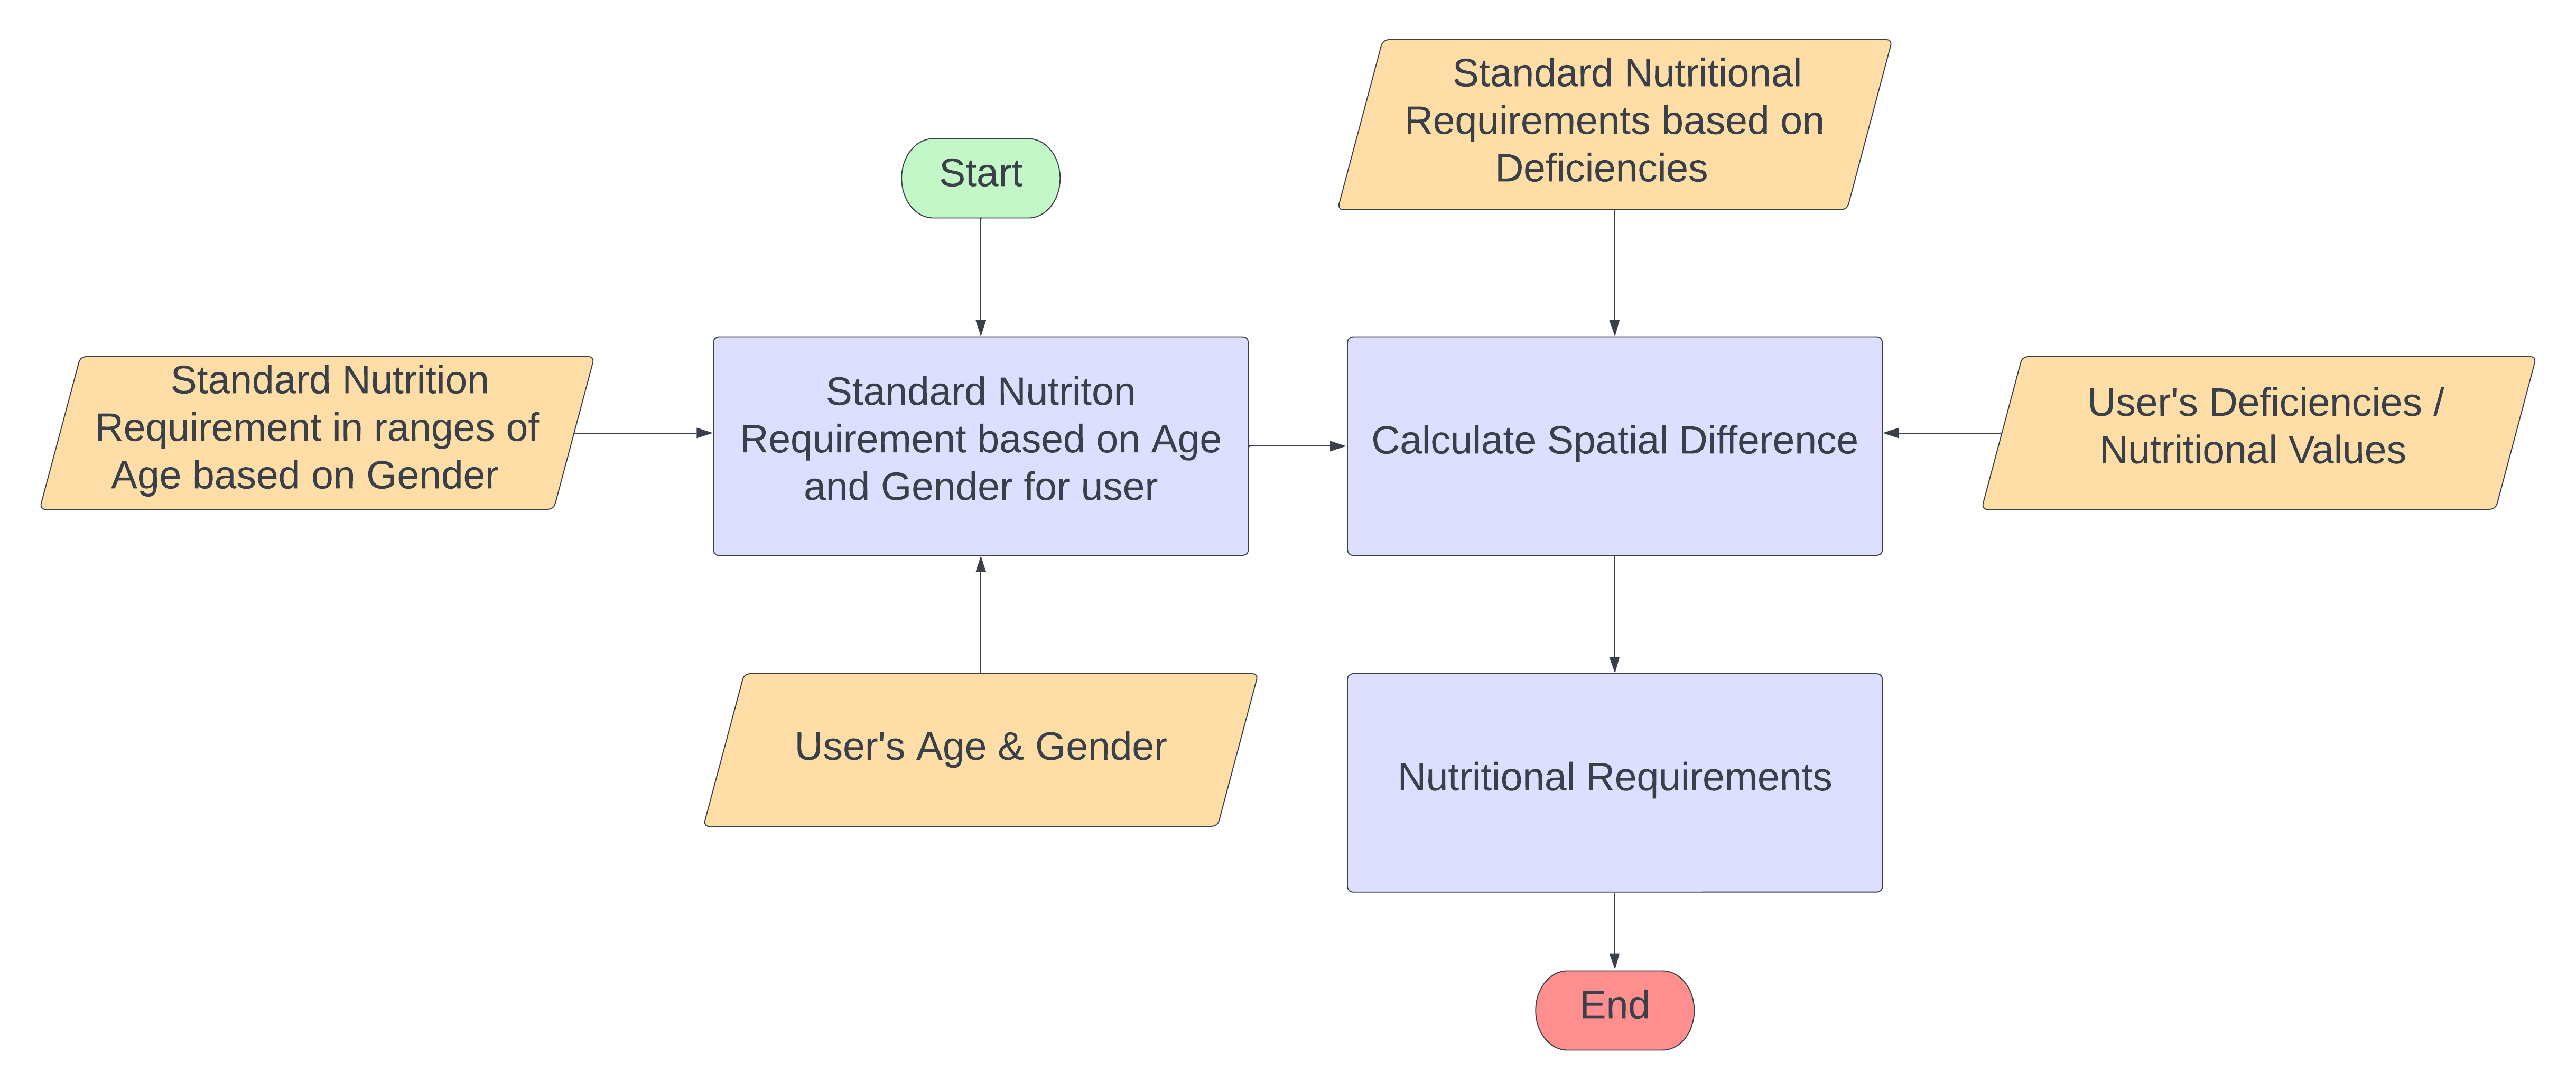 Standard Nutritional
Requirements based on
Deficiencies
Start
Standard Nutrition
Requirement in ranges of
Age based on Gender
Standard Nutriton
Requirement based on Age
and Gender for user
Calculate Spatial Difference
User's Deficiencies /
Nutritional Values
User's Age & Gender
Nutritional Requirements
End